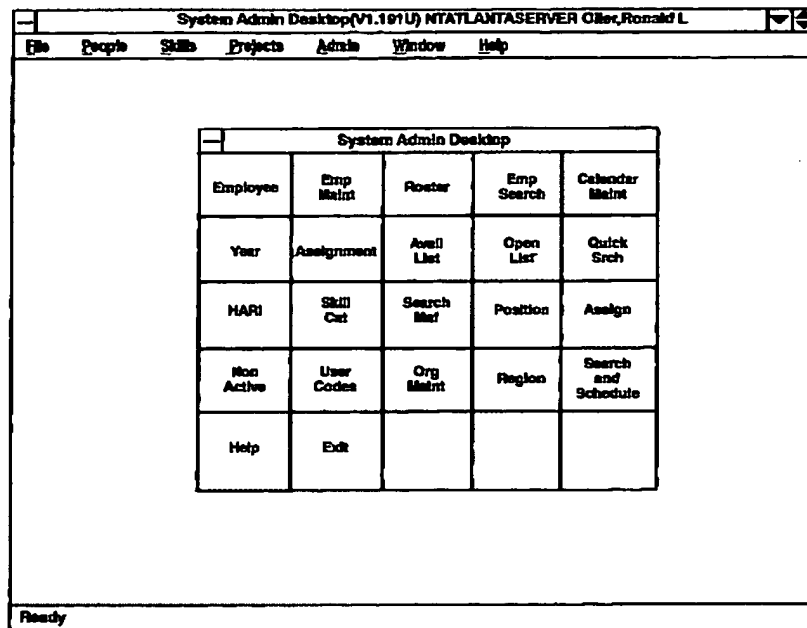 System Admin Desktop(V1.191U) NTATLANTASERVER Oller,Ronald L
File People Skills Projects Admin Window Help
System Admin Desktop
Employee
Emp
Maint
Roster
Emp
Search
Calendar
Maint
Year
Assignment
Avail
List
Open
List
Quick
Srch
HARI
Skill
Cat
Search
Mat
Position
Assign
Non
Active
User
Codes
Org
Maint
Region
Search
and
Schedule
Help
Exit
Ready